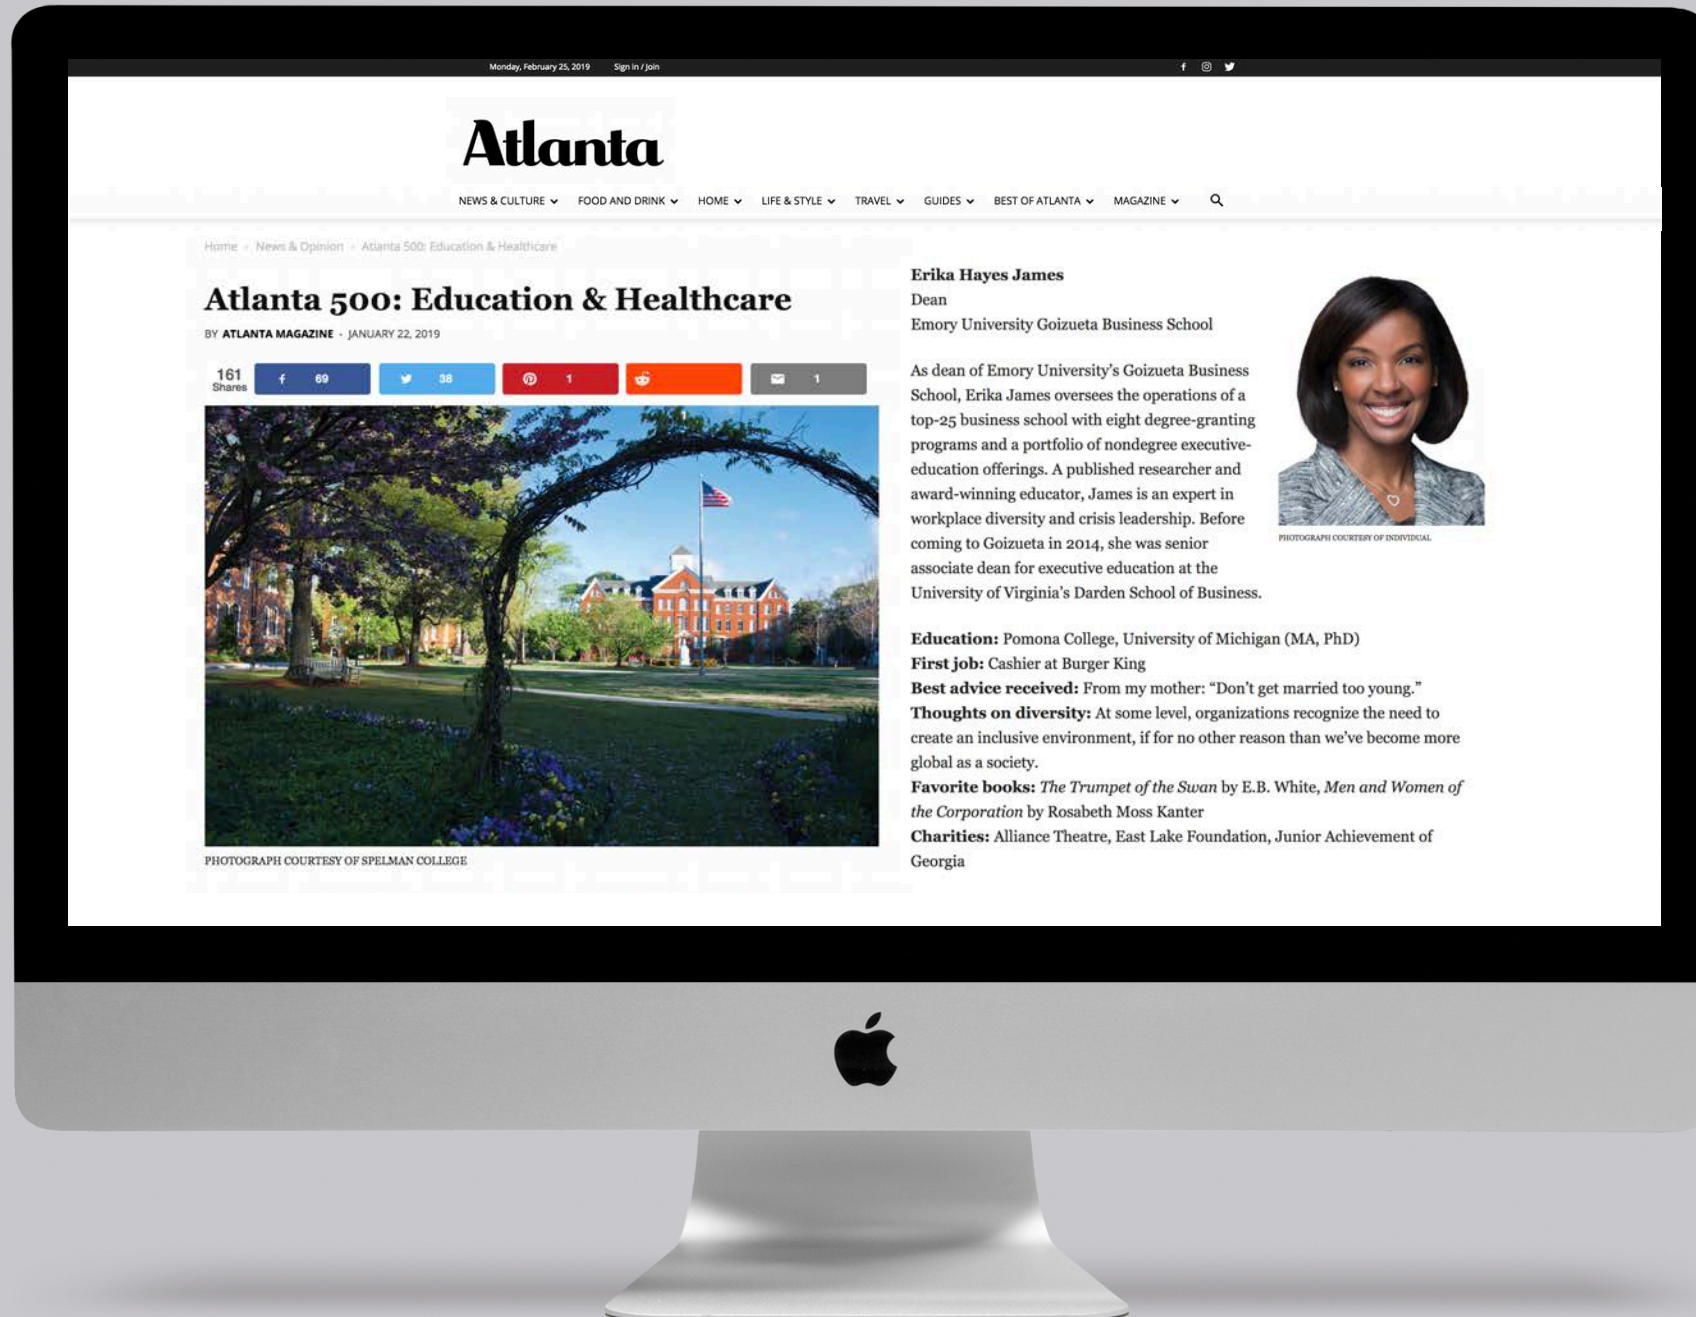 Monday, February 25, 2019 Sign in / Join
Atlanta
NEWS & CULTURE FOOD AND DRINK HOME LIFE & STYLE TRAVEL GUIDES BEST OF ATLANTA MAGAZINE
Home News & Opinion Atlanta 500: Education & Healthcare
Atlanta 500: Education & Healthcare
BY ATLANTA MAGAZINE - JANUARY 22, 2019
161
Shares
69 38 1 1
PHOTOGRAPH COURTESY OF SPELMAN COLLEGE
Erika Hayes James
Dean
Emory University Goizueta Business School
As dean of Emory University's Goizueta Business
School, Erika James oversees the operations of a
top-25 business school with eight degree-granting
programs and a portfolio of nondegree executive-
education offerings. A published researcher and
award-winning educator, James is an expert in
workplace diversity and crisis leadership. Before
coming to Goizueta in 2014, she was senior
associate dean for executive education at the
University of Virginia's Darden School of Business.
PHOTOGRAPH COURTESY OF INDIVIDUAL
Education: Pomona College, University of Michigan (MA, PhD)
First job: Cashier at Burger King
Best advice received: From my mother: “Don't get married too young.”
Thoughts on diversity: At some level, organizations recognize the need to
create an inclusive environment, if for no other reason than we've become more
global as a society.
Favorite books: The Trumpet of the Swan by E.B. White, Men and Women of
the Corporation by Rosabeth Moss Kanter
Charities: Alliance Theatre, East Lake Foundation, Junior Achievement of
Georgia